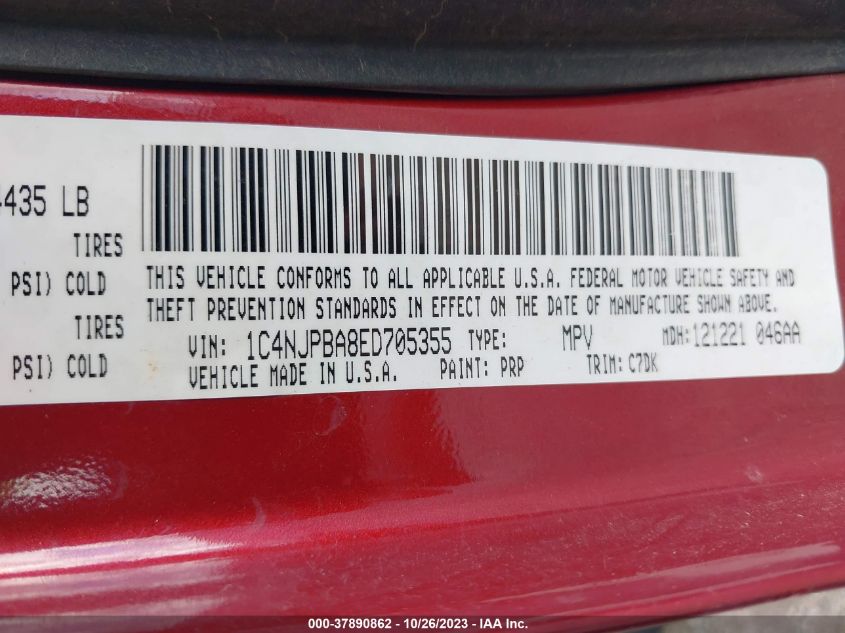 4435 LB
TIRES
PSI) COLD
TIRES
PSI) COLD
THIS VEHICLE CONFORMS TO ALL APPLICABLE U.S.A. FEDERAL MOTOR VEHICLE SAFETY AND
THEFT PREVENTION STANDARDS IN EFFECT ON THE DATE OF MANUFACTURE SHOWN ABOVE.
VIN: 1C4NJPBA8ED705355 TYPE: MPV MDH: 121221 046AA
VEHICLE MADE IN U.S.A. PAINT: PRP TRIM: C7DK
000-37890862 - 10/26/2023 - IAA Inc.